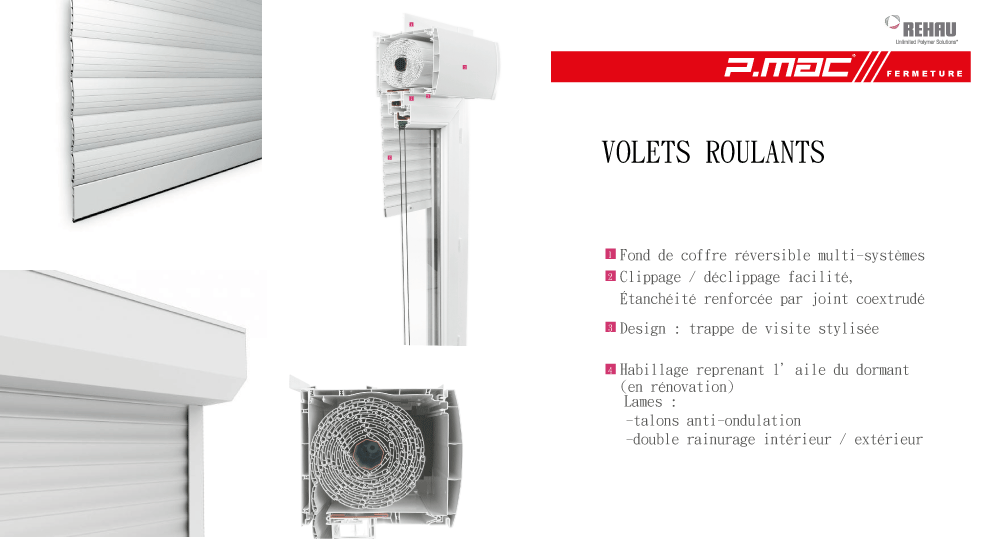 REHAU
Unlimited Polymer Solutions
P.MAC
FERMETURE
VOLETS ROULANTS
1 Fond de coffre réversible multi-systèmes
2 Clippage / déclippage facilité,
Étanchéité renforcée par joint coextrudé
3 Design : trappe de visite stylisée
4 Habillage reprenant l’aile du dormant
(en rénovation)
Lames :
-talons anti-ondulation
-double rainurage intérieur / extérieur